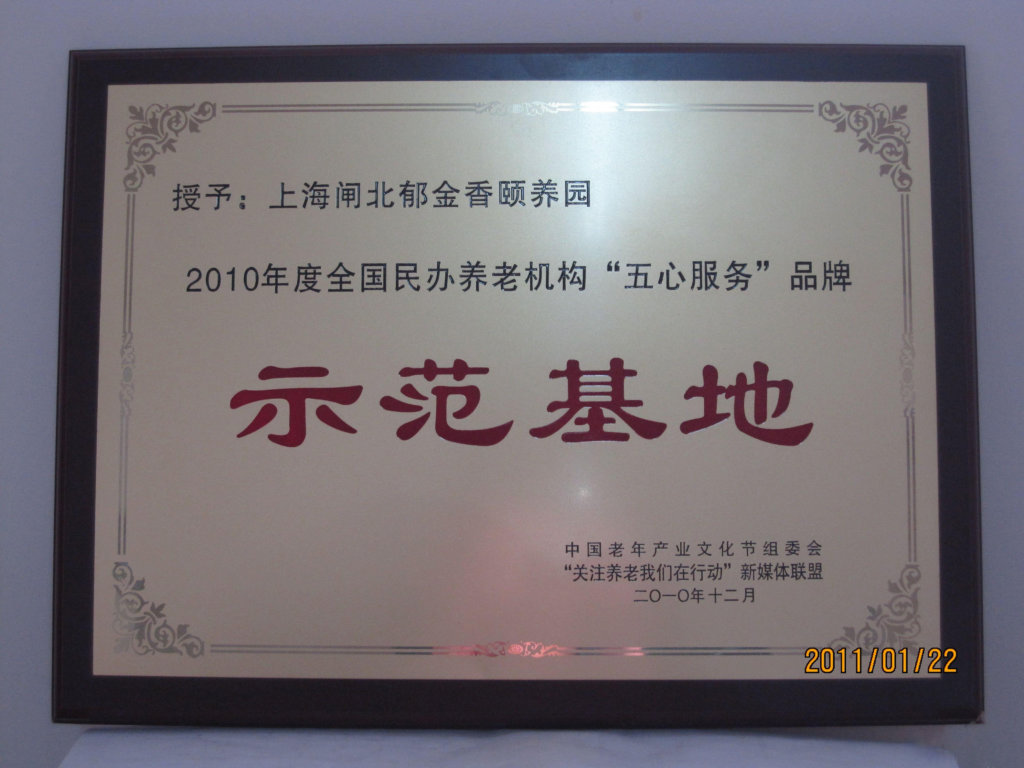 授予：上海闸北郁金香颐养园
2010年度全国民办养老机构“五心服务”品牌
示范基地
中国老年产业文化节组委会
“关注养老我们在行动”新媒体联盟
二〇一〇年十二月
2011/01/22